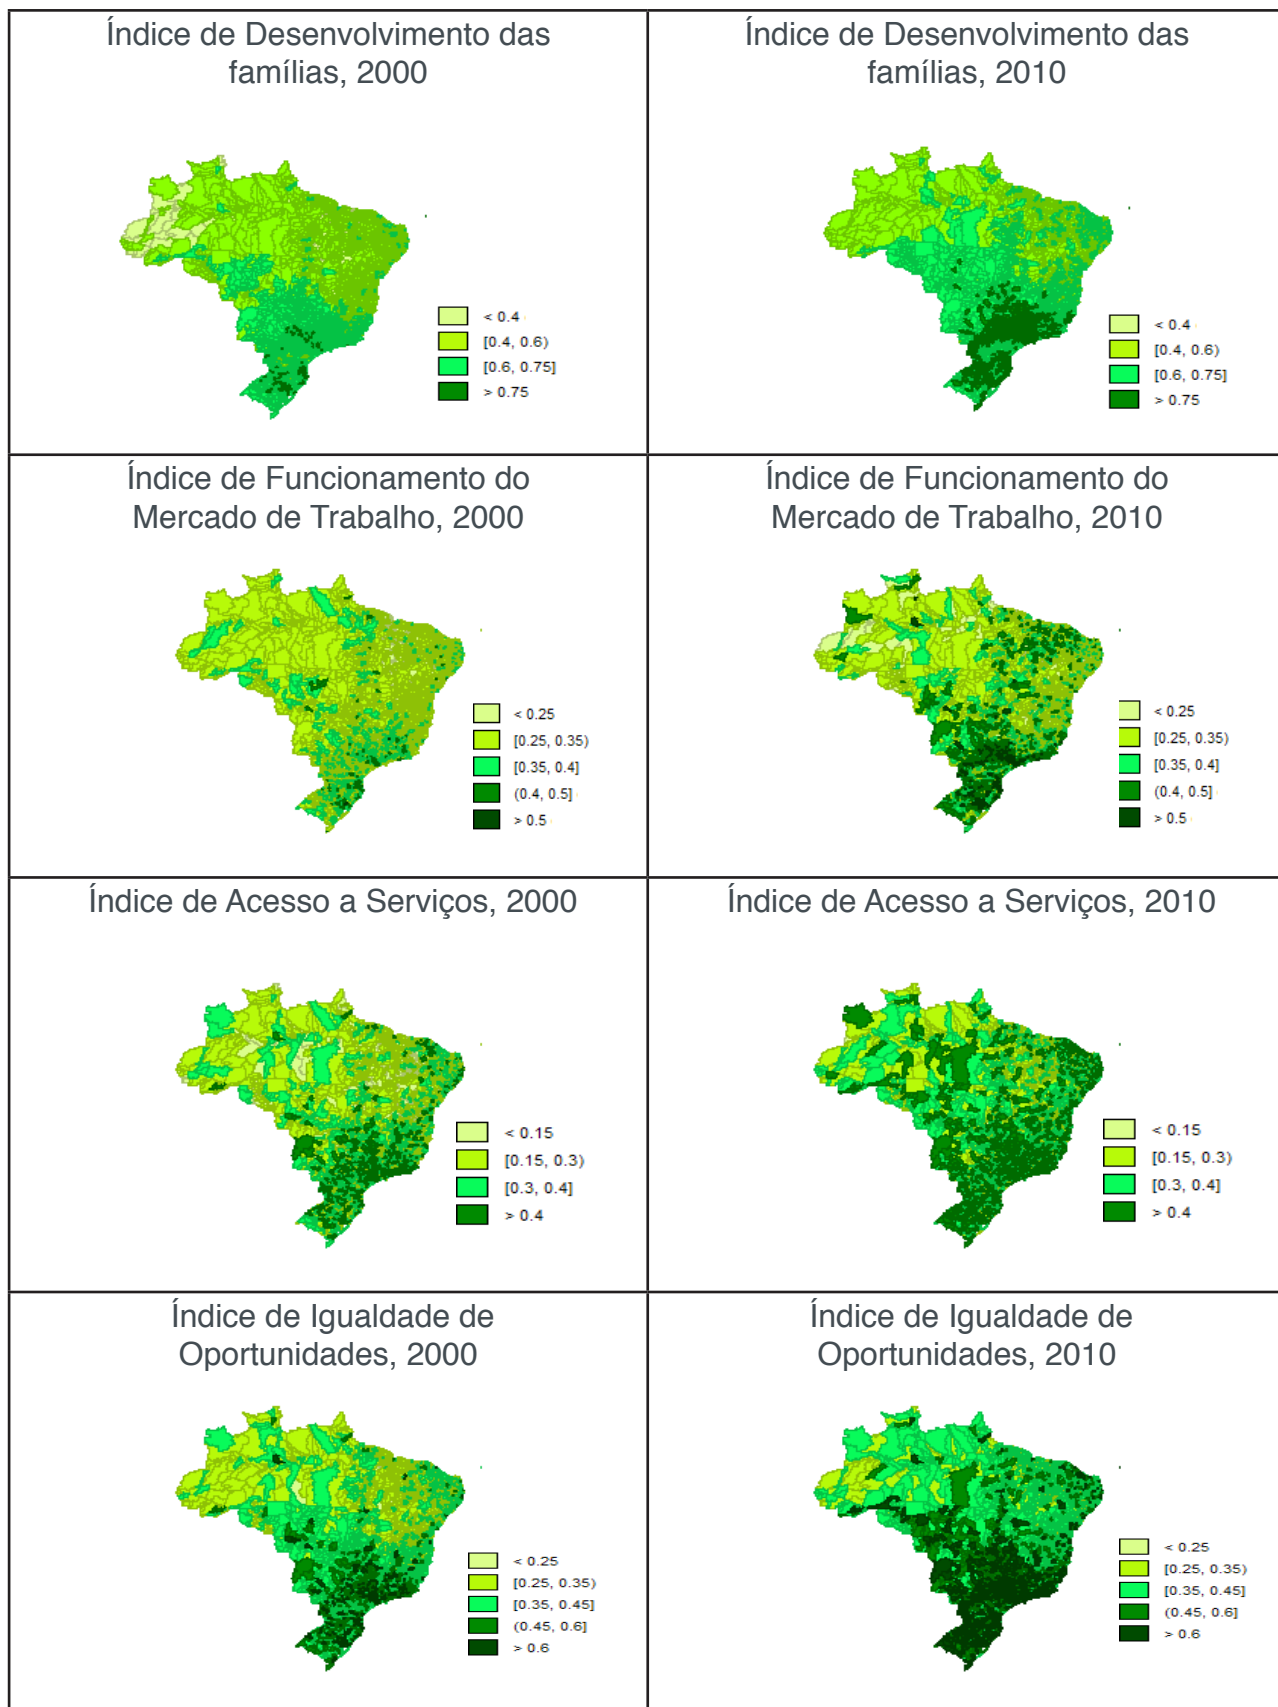 Índice de Desenvolvimento das
famílias, 2000
< 0.4
[0.4, 0.6)
[0.6, 0.75]
> 0.75
Índice de Desenvolvimento das
famílias, 2010
< 0.4
[0.4, 0.6)
[0.6, 0.75]
> 0.75
Índice de Funcionamento do
Mercado de Trabalho, 2000
< 0.25
[0.25, 0.35)
[0.35, 0.4]
(0.4, 0.5]
> 0.5
Índice de Funcionamento do
Mercado de Trabalho, 2010
< 0.25
[0.25, 0.35)
[0.35, 0.4]
(0.4, 0.5]
> 0.5
Índice de Acesso a Serviços, 2000
< 0.15
[0.15, 0.3)
[0.3, 0.4]
> 0.4
Índice de Acesso a Serviços, 2010
< 0.15
[0.15, 0.3)
[0.3, 0.4]
> 0.4
Índice de Igualdade de
Oportunidades, 2000
< 0.25
[0.25, 0.35)
[0.35, 0.45]
(0.45, 0.6]
> 0.6
Índice de Igualdade de
Oportunidades, 2010
< 0.25
[0.25, 0.35)
[0.35, 0.45]
(0.45, 0.6]
> 0.6